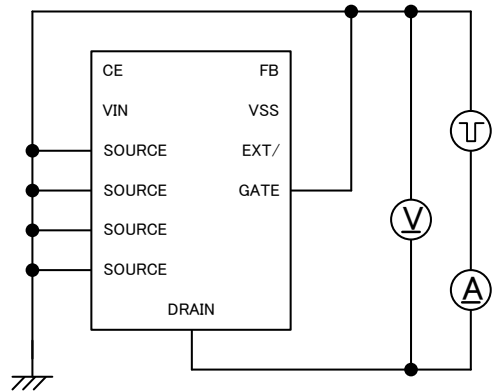 CE FB
VIN VSS
SOURCE EXT/
SOURCE GATE
SOURCE
SOURCE
DRAIN
V
A